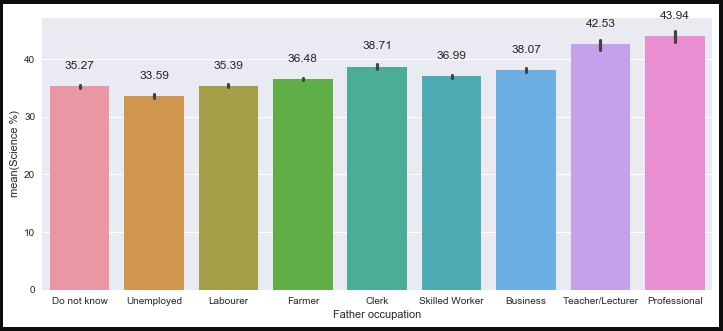 43.94
42.53
38.71
38.07
36.99
36.48
35.27
35.39
33.59
40
30
20
10
0
mean(Science %)
Do not know
Unemployed
Labourer
Farmer
Clerk
Skilled Worker
Business
Teacher/Lecturer
Professional
Father occupation